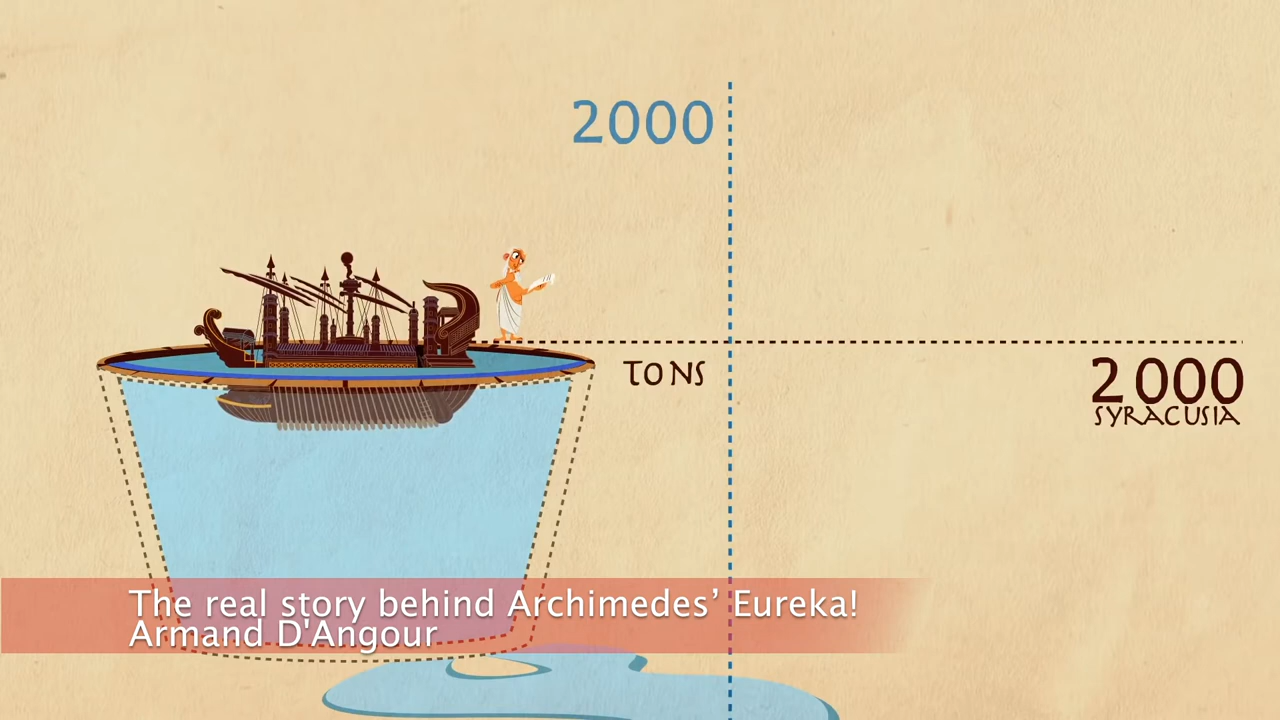 2000
TONS
2000
SYRACUSIA
The real story behind Archimedes’ Eureka!
Armand D'Angour